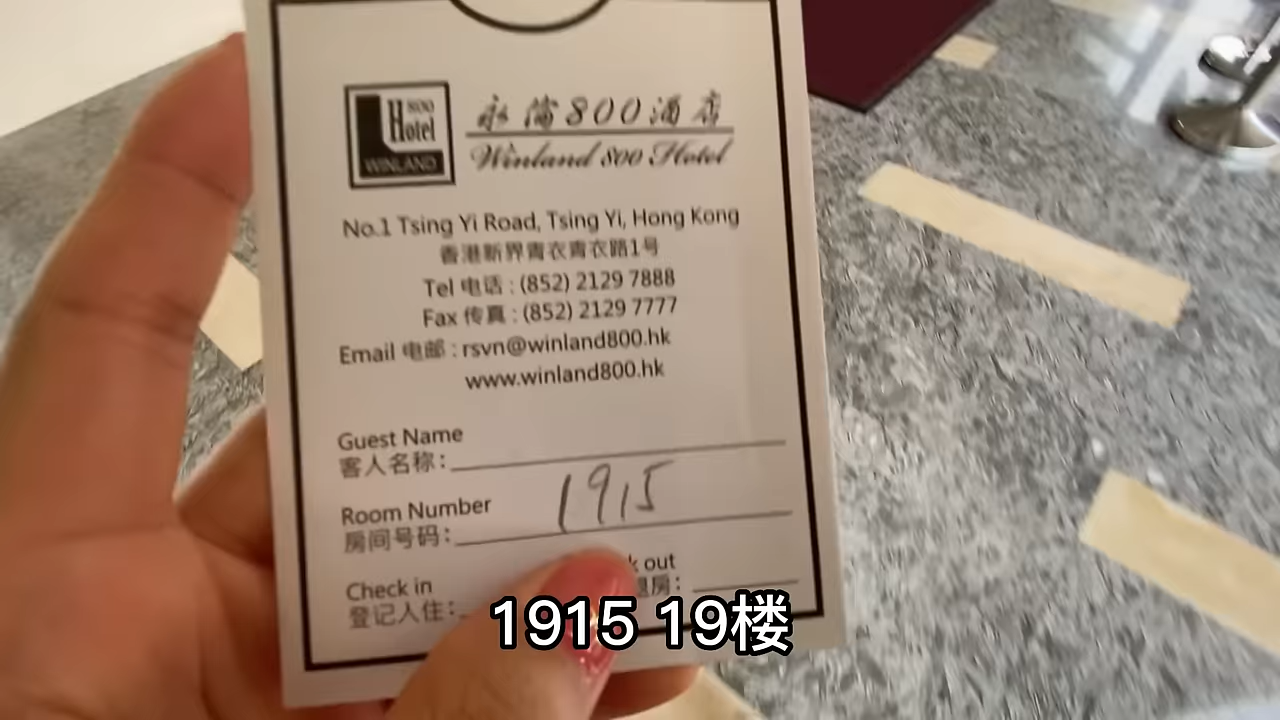 800
Hotel
WINLAND
永倫800酒店
Winland 800 Hotel
No.1 Tsing Yi Road, Tsing Yi, Hong Kong
香港新界青衣青衣路1号
Tel 电话 : (852) 2129 7888
Fax 传真 : (852) 2129 7777
Email 电邮 : rsvn@winland800.hk
www.winland800.hk
Guest Name
客人名称:
Room Number 1915
房间号码:
Check in k out
登记入住: 退房:
1915 19楼